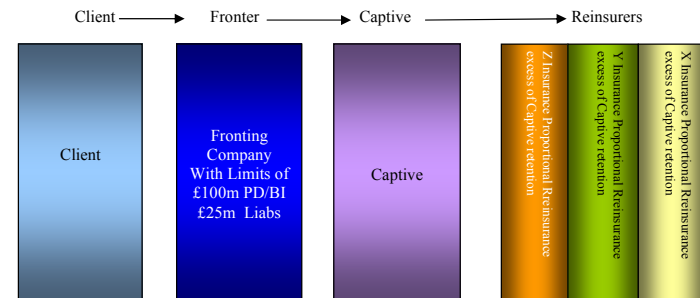 Client Fronter Captive Reinsurers
Client
Fronting
Company
With Limits of
£100m PD/BI
£25m Liabs
Captive
Z Insurance Proportional Rreinsurance
excess of Captive retention
Y Insurance Proportional Rreinsurance
excess of Captive retention
X Insurance Proportional Rreinsurance
excess of Captive retention